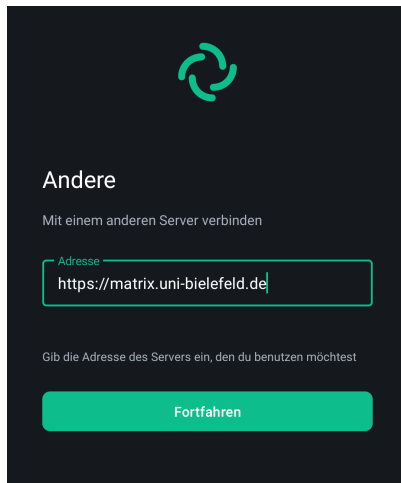 Andere
Mit einem anderen Server verbinden
Adresse
https://matrix.uni-bielefeld.de
Gib die Adresse des Servers ein, den du benutzen möchtest
Fortfahren